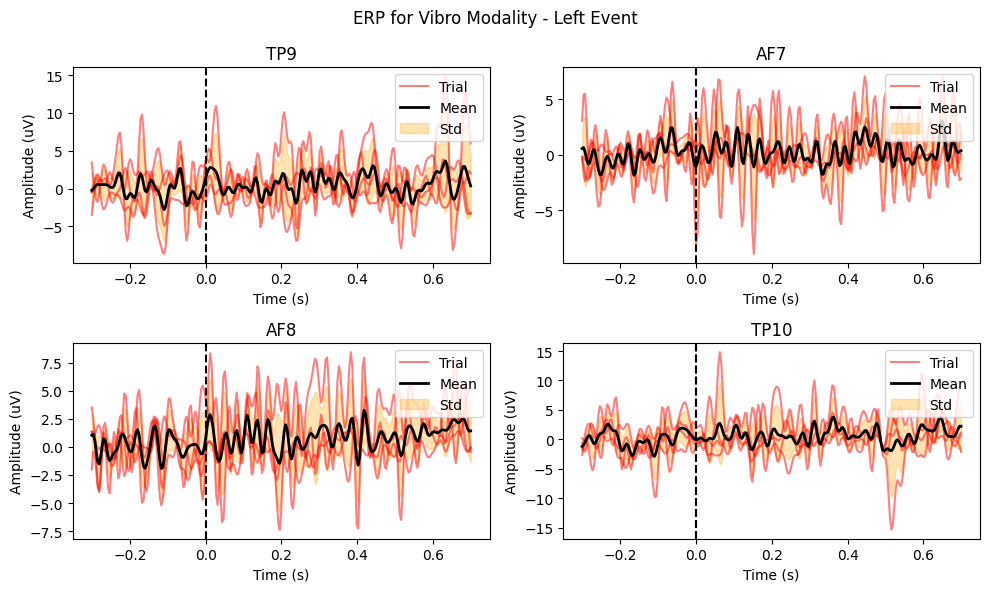 ERP for Vibro Modality - Left Event
TP9
15
10
5
0
−5
Amplitude (uV)
Trial
Mean
Std
−0.2
0.0
0.2
0.4
0.6
Time (s)
AF7
5
0
−5
Amplitude (uV)
Trial
Mean
Std
−0.2
0.0
0.2
0.4
0.6
Time (s)
AF8
7.5
5.0
2.5
0.0
−2.5
−5.0
−7.5
Amplitude (uV)
Trial
Mean
Std
−0.2
0.0
0.2
0.4
0.6
Time (s)
TP10
15
10
5
0
−5
−10
−15
Amplitude (uV)
Trial
Mean
Std
−0.2
0.0
0.2
0.4
0.6
Time (s)